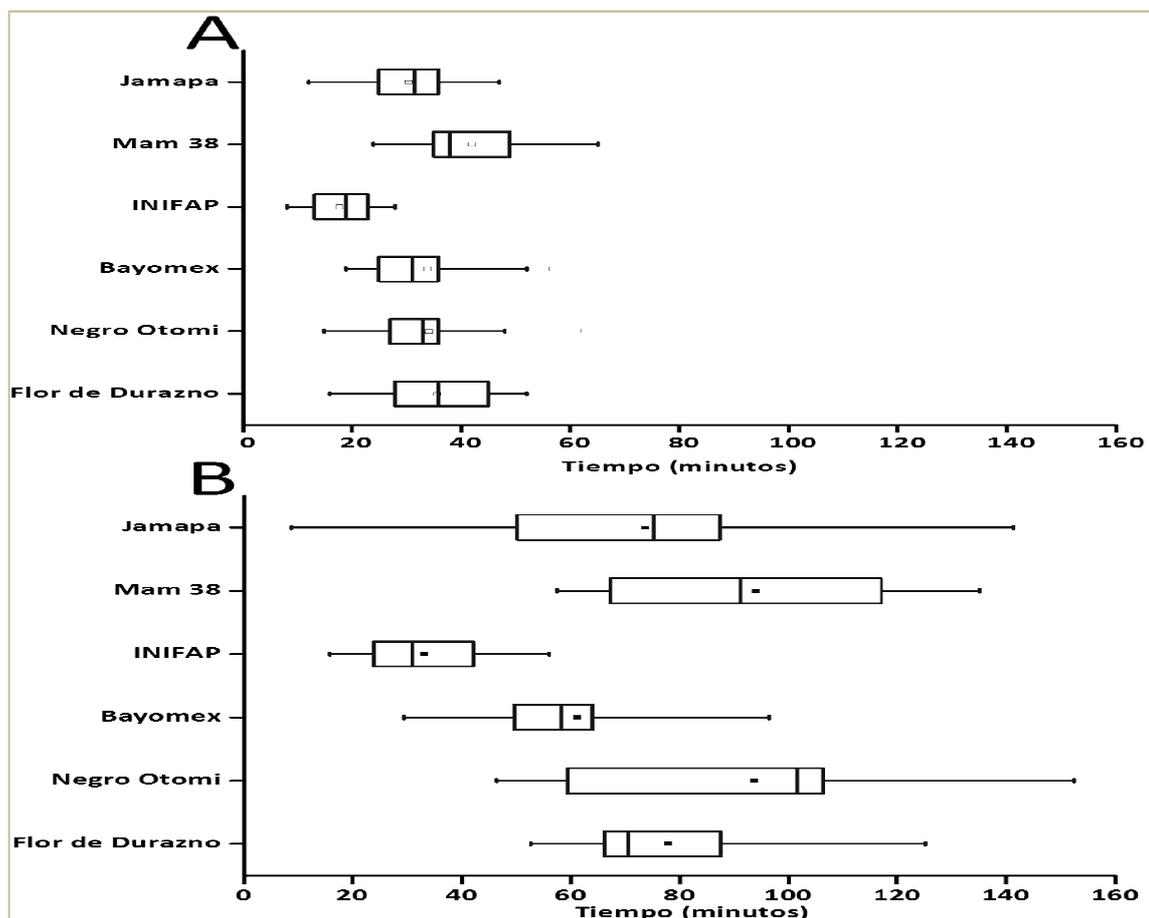 A
Jamapa
Mam 38
INIFAP
Bayomex
Negro Otomi
Flor de Durazno
0 20 40 60 80 100 120 140 160
Tiempo (minutos)
B
Jamapa
Mam 38
INIFAP
Bayomex
Negro Otomi
Flor de Durazno
0 20 40 60 80 100 120 140 160
Tiempo (minutos)